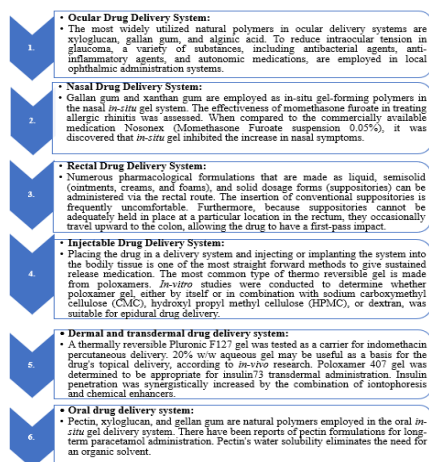 1.
• Ocular Drug Delivery System:
• The most widely utilized natural polymers in ocular delivery systems are
xyloglucan, gallan gum, and alginic acid. To reduce intraocular tension in
glaucoma, a variety of substances, including antibacterial agents, anti-
inflammatory agents, and autonomic medications, are employed in local
ophthalmic administration systems.
2.
• Nasal Drug Delivery System:
• Gallan gum and xanthan gum are employed as in-situ gel-forming polymers in
the nasal in-situ gel system. The effectiveness of momethasone furoate in treating
allergic rhinitis was assessed. When compared to the commercially available
medication Nosonex (Momethasone Furoate suspension 0.05%), it was
discovered that in-situ gel inhibited the increase in nasal symptoms.
3.
• Rectal Drug Delivery System:
• Numerous pharmacological formulations that are made as liquid, semisolid
(ointments, creams, and foams), and solid dosage forms (suppositories) can be
administered via the rectal route. The insertion of conventional suppositories is
frequently uncomfortable. Furthermore, because suppositories cannot be
adequately held in place at a particular location in the rectum, they occasionally
travel upward to the colon, allowing the drug to have a first-pass impact.
4.
• Injectable Drug Delivery System:
• Placing the drug in a delivery system and injecting or implanting the system into
the bodily tissue is one of the most straight forward methods to give sustained
release medication. The most common type of thermo reversible gel is made
from poloxamers. In-vitro studies were conducted to determine whether
poloxamer gel, either by itself or in combination with sodium carboxymethyl
cellulose (CMC), hydroxyl propyl methyl cellulose (HPMC), or dextran, was
suitable for epidural drug delivery.
5.
• Dermal and transdermal drug delivery system:
• A thermally reversible Pluronic F127 gel was tested as a carrier for indomethacin
percutaneous delivery. 20% w/w aqueous gel may be useful as a basis for the
drug's topical delivery, according to in-vivo research. Poloxamer 407 gel was
determined to be appropriate for insulin73 transdermal administration. Insulin
penetration was synergistically increased by the combination of iontophoresis
and chemical enhancers.
6.
• Oral drug delivery system:
• Pectin, xyloglucan, and gellan gum are natural polymers employed in the oral in-
situ gel delivery system. There have been reports of pectin formulations for long-
term paracetamol administration. Pectin's water solubility eliminates the need for
an organic solvent.